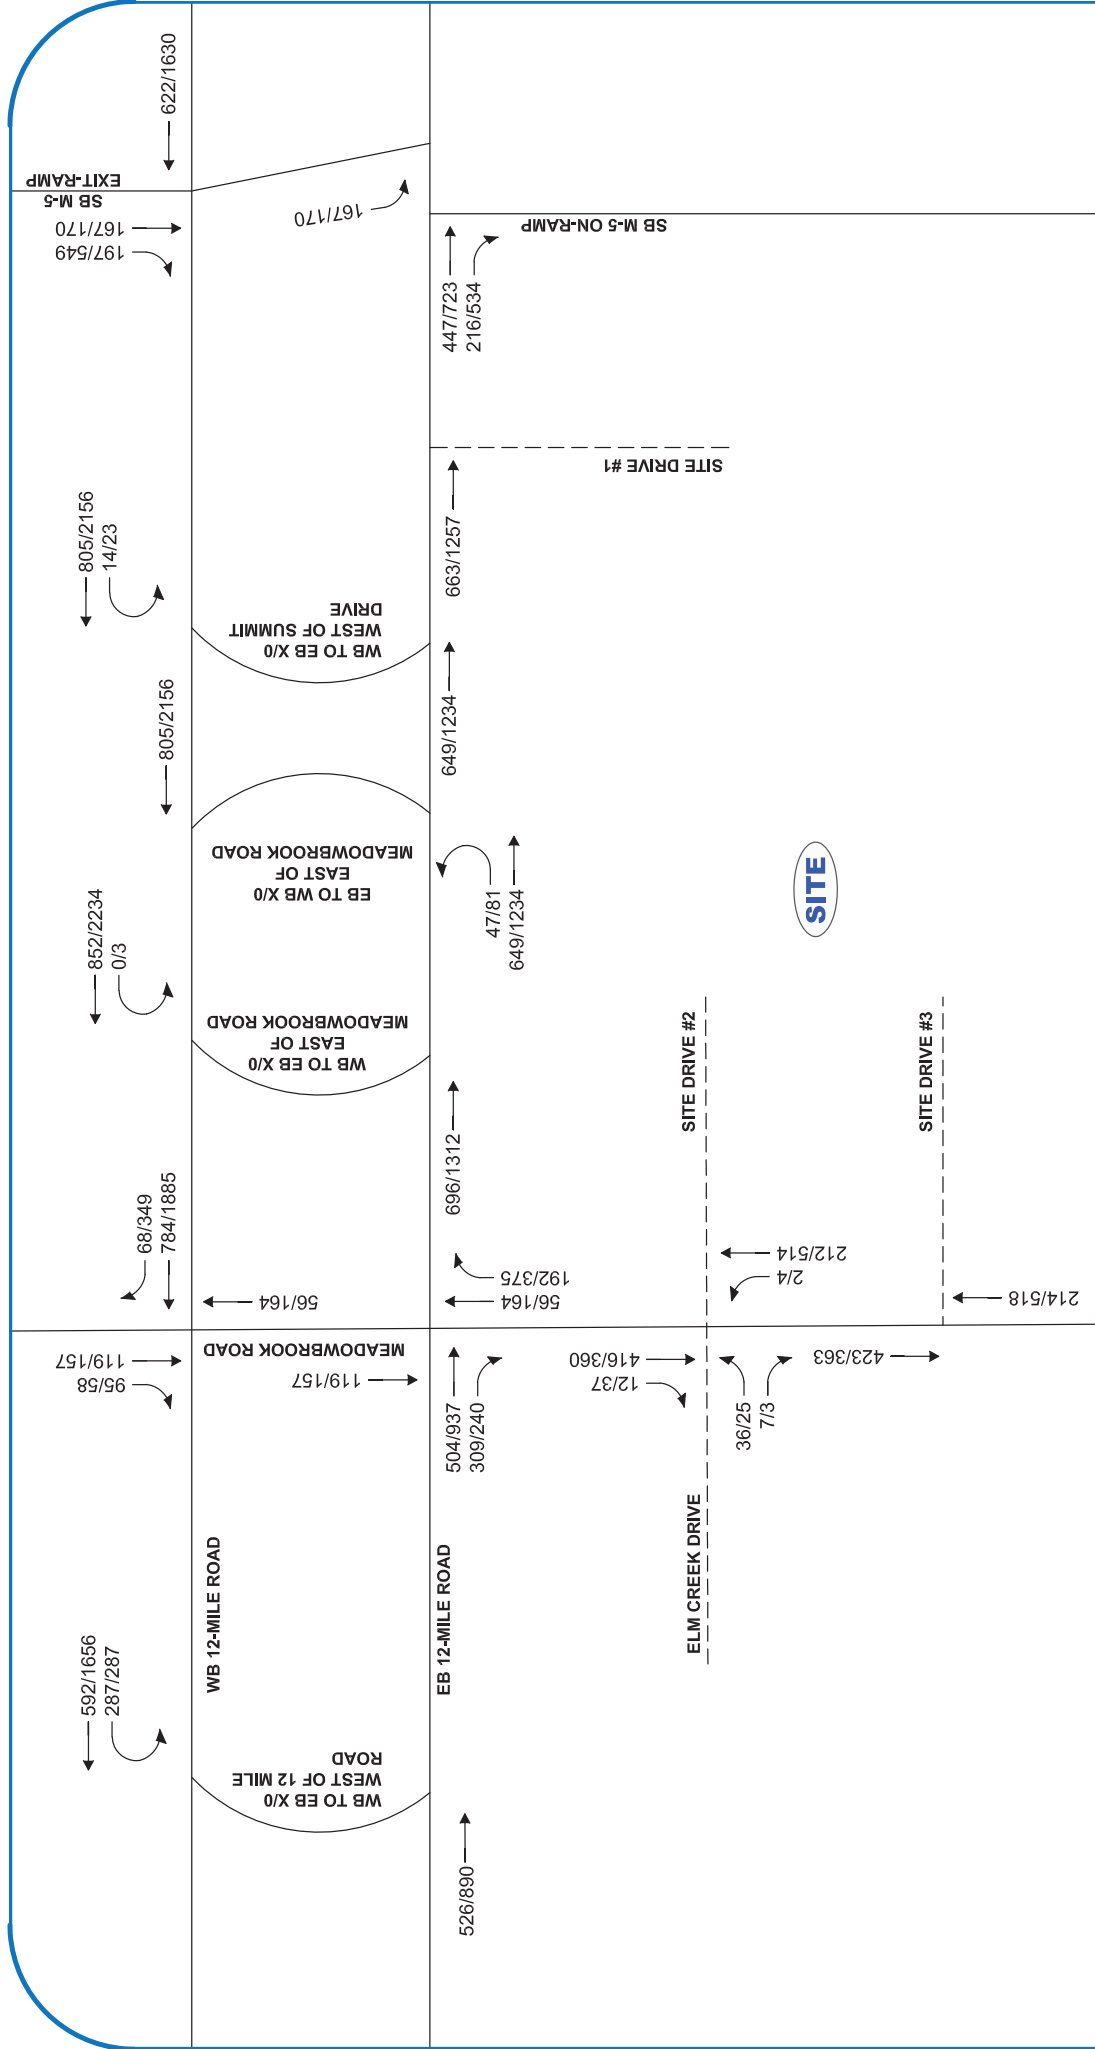 SB M-5
EXIT-RAMP
622/1630
167/170
197/549
167/170
447/723
216/534
SB M-5 ON-RAMP
805/2156
14/23
WB TO EB X/0
WEST OF SUMMIT
DRIVE
663/1257
SITE DRIVE #1
805/2156
649/1234
852/2234
0/3
EB TO WB X/0
EAST OF
MEADOWBROOK ROAD
47/81
649/1234
WB TO EB X/0
EAST OF
MEADOWBROOK ROAD
696/1312
SITE
68/349
784/1885
56/164
192/375
56/164
SITE DRIVE #2
212/514
2/4
SITE DRIVE #3
214/518
119/157
95/58
MEADOWBROOK ROAD
119/157
504/937
309/240
416/360
12/37
36/25
7/3
423/363
WB 12-MILE ROAD
EB 12-MILE ROAD
ELM CREEK DRIVE
592/1656
287/287
WB TO EB X/0
WEST OF 12 MILE
ROAD
526/890